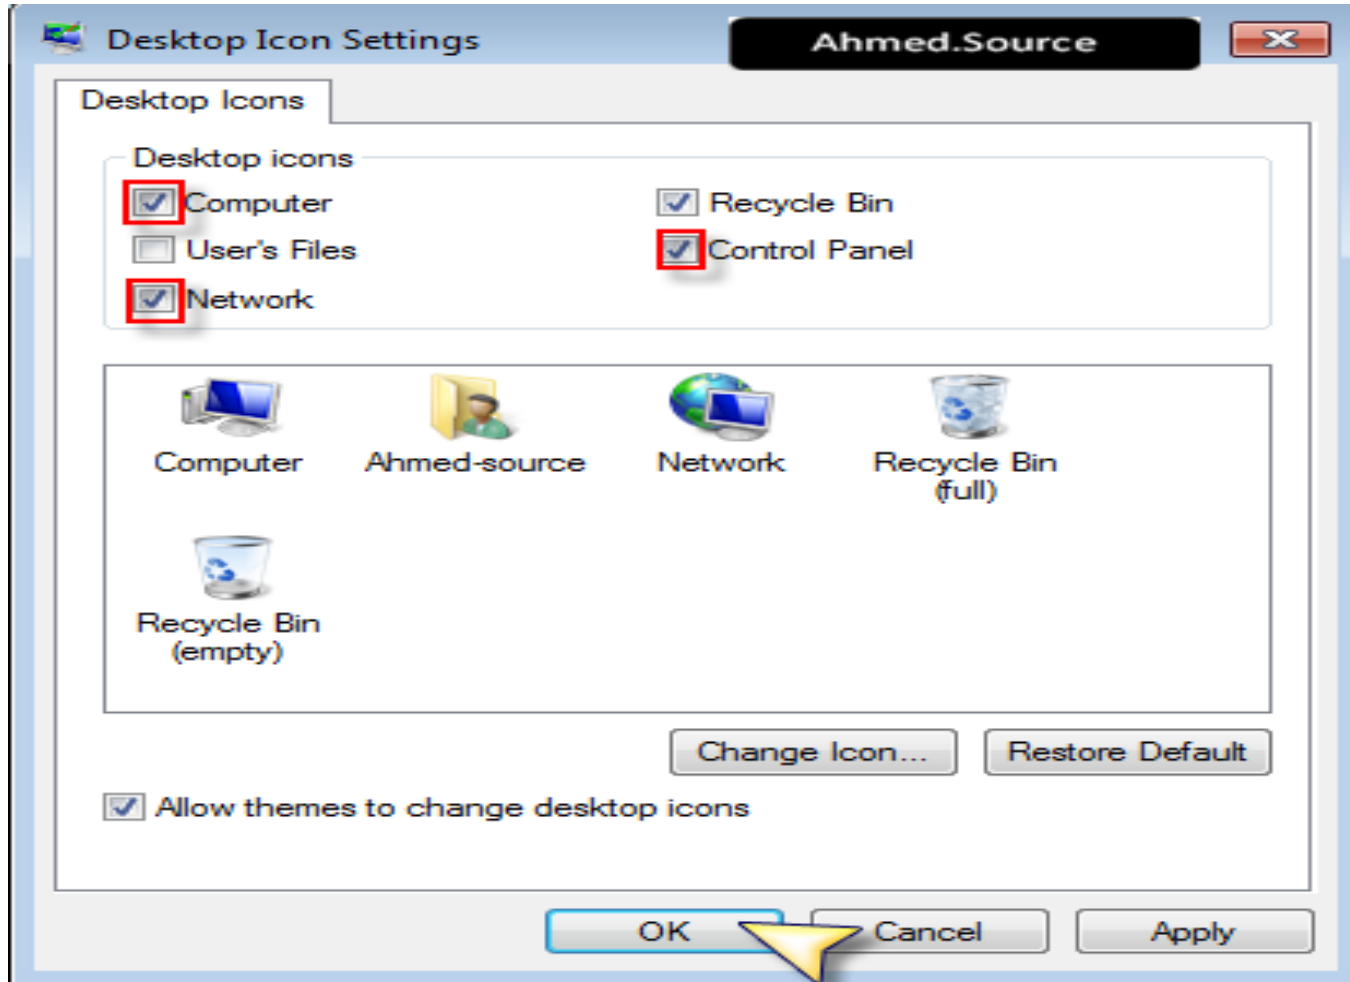 Desktop Icon Settings
Ahmed.Source
Desktop Icons
Desktop icons
Computer
Recycle Bin
User's Files
Control Panel
Network
Computer
Ahmed-source
Network
Recycle Bin
(full)
Recycle Bin
(empty)
Change Icon...
Restore Default
Allow themes to change desktop icons
OK
Cancel
Apply